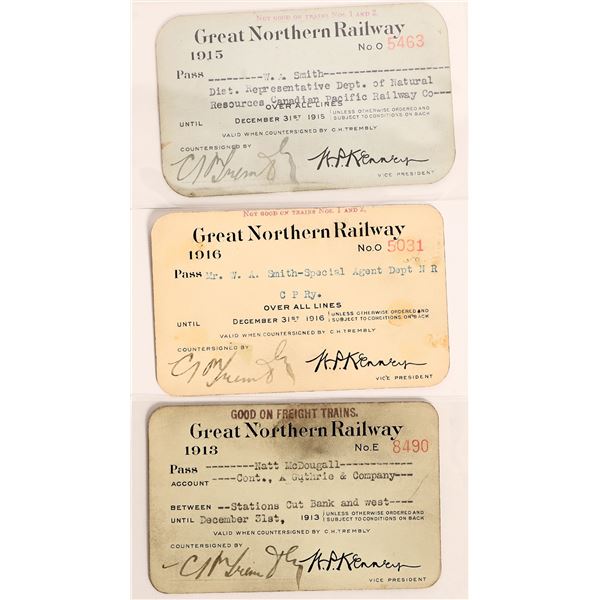 NOT GOOD ON TRAINS NOS. 1 AND 2.
Great Northern Railway
1915 No. O 5463
Pass ----------W. A. Smith----------
Dist. Representative Dept. of Natural
Resources Canadian Pacific Railway Co---
OVER ALL LINES
UNTIL DECEMBER 31ST 1915 {UNLESS OTHERWISE ORDERED AND SUBJECT TO CONDITIONS ON BACK
VALID WHEN COUNTERSIGNED BY C.H.TREMBLY
COUNTERSIGNED BY
W.P.Kenney
VICE PRESIDENT
NOT GOOD ON TRAINS NOS. 1 AND 2.
Great Northern Railway
1916 No. O 5031
Pass Mr. W. A. Smith-Special Agent Dept N R
C P Ry.
OVER ALL LINES
UNTIL DECEMBER 31ST 1916 {UNLESS OTHERWISE ORDERED AND SUBJECT TO CONDITIONS ON BACK
VALID WHEN COUNTERSIGNED BY C.H.TREMBLY
COUNTERSIGNED BY
W.P.Kenney
VICE PRESIDENT
GOOD ON FREIGHT TRAINS.
Great Northern Railway
1913 No. E 8490
Pass --------Natt McDougall-----------
ACCOUNT ----Cont., A Guthrie & Company----
BETWEEN --Stations Cut Bank and west----
UNTIL December 31st, 1913 {UNLESS OTHERWISE ORDERED AND SUBJECT TO CONDITIONS ON BACK
VALID WHEN COUNTERSIGNED BY C.H.TREMBLY
COUNTERSIGNED BY
W.P.Kenney
VICE PRESIDENT